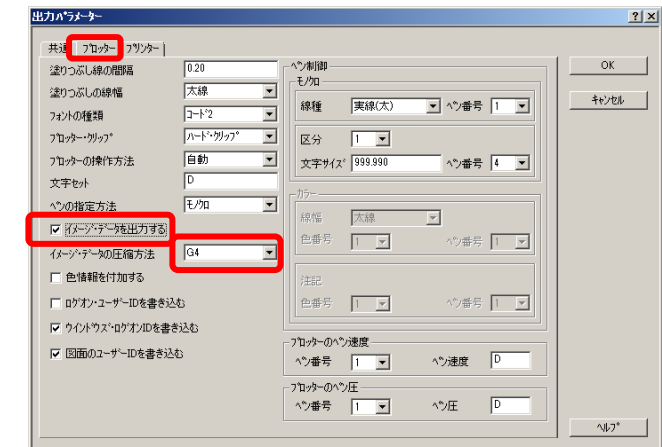 出力パラメーター
共通 プロッター プリンター
塗りつぶし線の間隔 0.20
塗りつぶしの線幅 太線
フォントの種類 コード2
プロッター・クリップ ハード・クリップ
プロッターの操作方法 自動
文字セット D
ペンの指定方法 モノクロ
イメージ・データを出力する
イメージ・データの圧縮方法 G4
色情報を付加する
ログオン・ユーザーIDを書き込む
ウインドウズ・ログオンIDを書き込む
図面のユーザーIDを書き込む
ペン制御
モノクロ
線種 実線(太) ペン番号 1
区分 1
文字サイズ 999.990 ペン番号 4
カラー
線幅 太線
色番号 1 ペン番号 1
注記
色番号 1 ペン番号 1
プロッターのペン速度
ペン番号 1 ペン速度 D
プロッターのペン圧
ペン番号 1 ペン圧 D
OK
キャンセル
ヘルプ